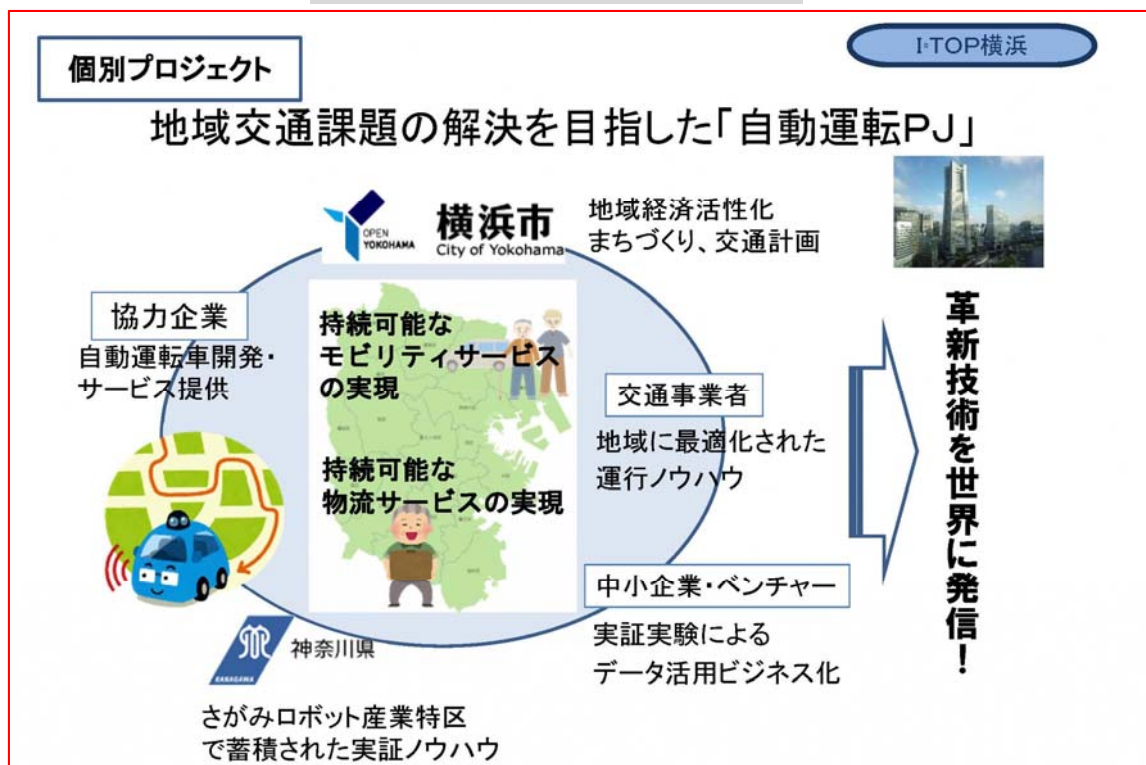 I・TOP横浜
個別プロジェクト
地域交通課題の解決を目指した「自動運転PJ」
OPEN
YOKOHAMA
横浜市
City of Yokohama
地域経済活性化
まちづくり、交通計画
協力企業
自動運転車開発・
サービス提供
持続可能な
モビリティサービス
の実現
持続可能な
物流サービスの実現
交通事業者
地域に最適化された
運行ノウハウ
中小企業・ベンチャー
実証実験による
データ活用ビジネス化
KANAGAWA
神奈川県
さがみロボット産業特区
で蓄積された実証ノウハウ
革新技術を世界に発信！